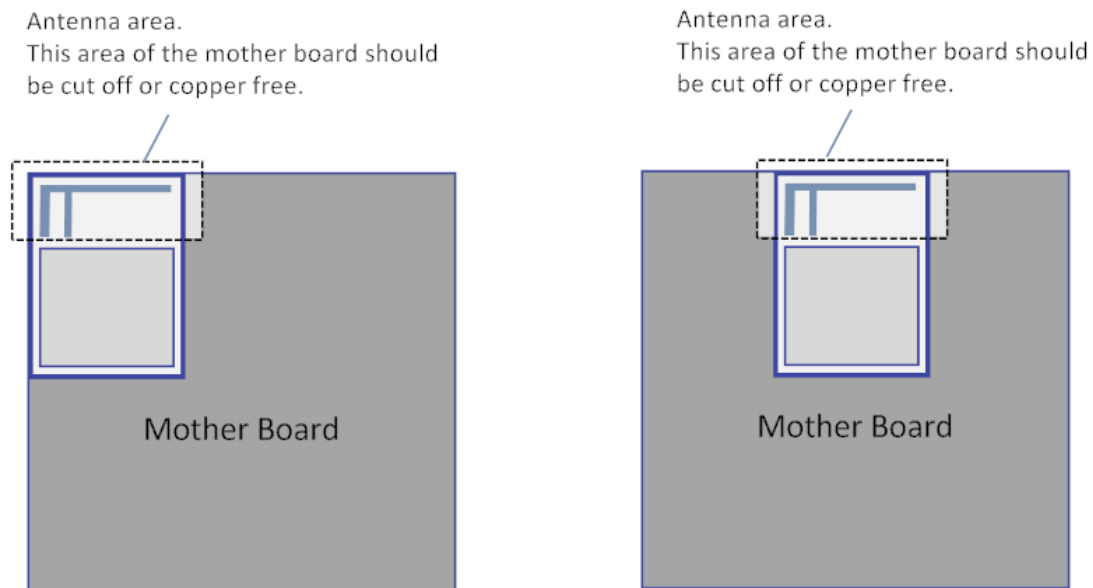 Antenna area.
This area of the mother board should
be cut off or copper free.
Mother Board
Antenna area.
This area of the mother board should
be cut off or copper free.
Mother Board